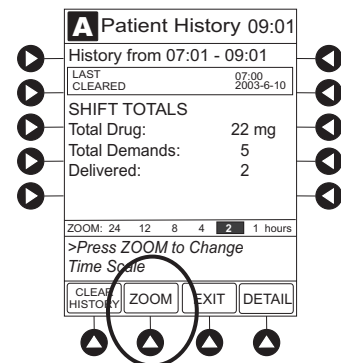 A Patient History 09:01
History from 07:01 - 09:01
LAST 07:00
CLEARED 2003-6-10
SHIFT TOTALS
Total Drug: 22 mg
Total Demands: 5
Delivered: 2
ZOOM: 24 12 8 4 2 1 hours
>Press ZOOM to Change
Time Scale
CLEAR
HISTORY ZOOM EXIT DETAIL